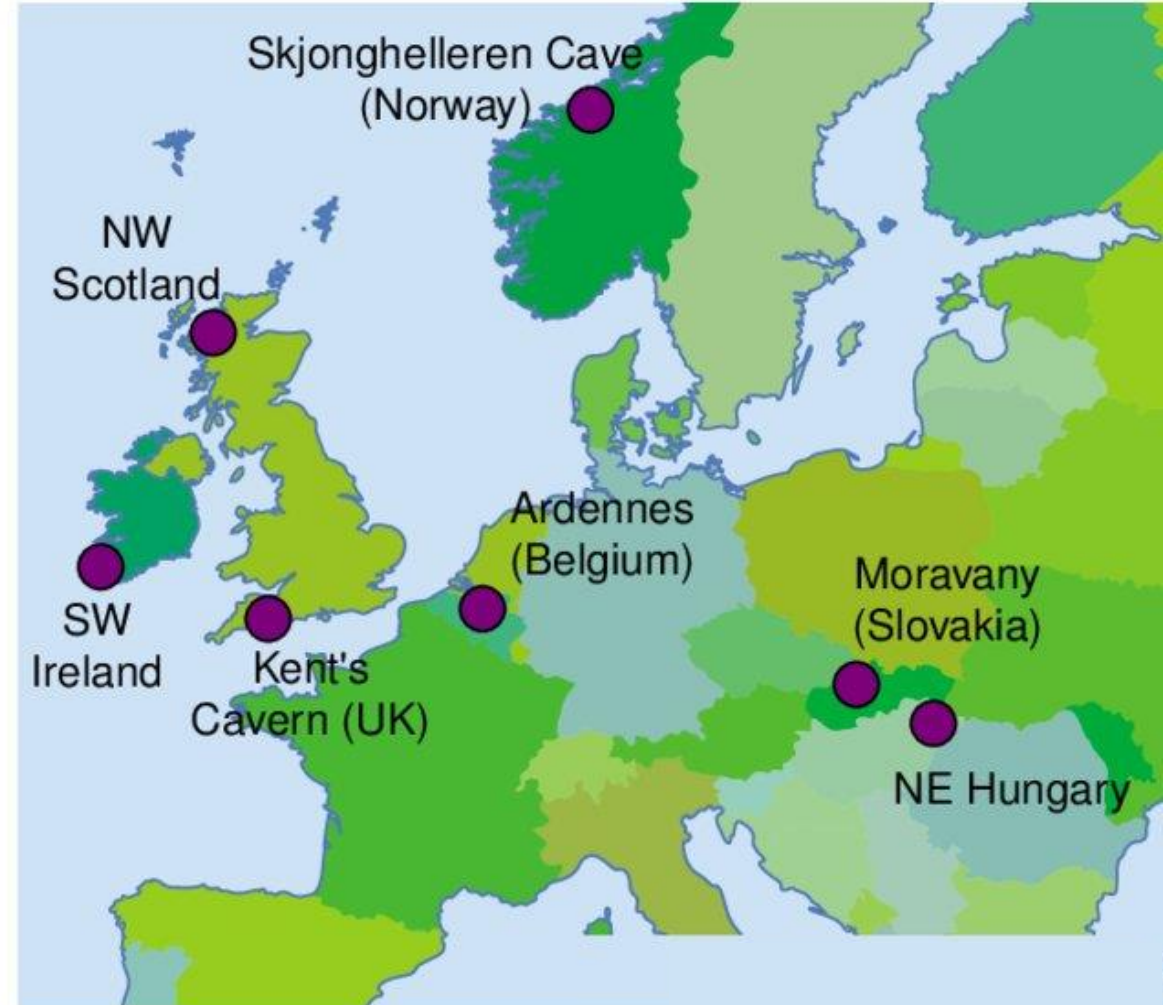 Skjonghelleren Cave
(Norway)
NW
Scotland
Ardennes
(Belgium)
Moravany
(Slovakia)
SW
Ireland
Kent's
Cavern (UK)
NE Hungary